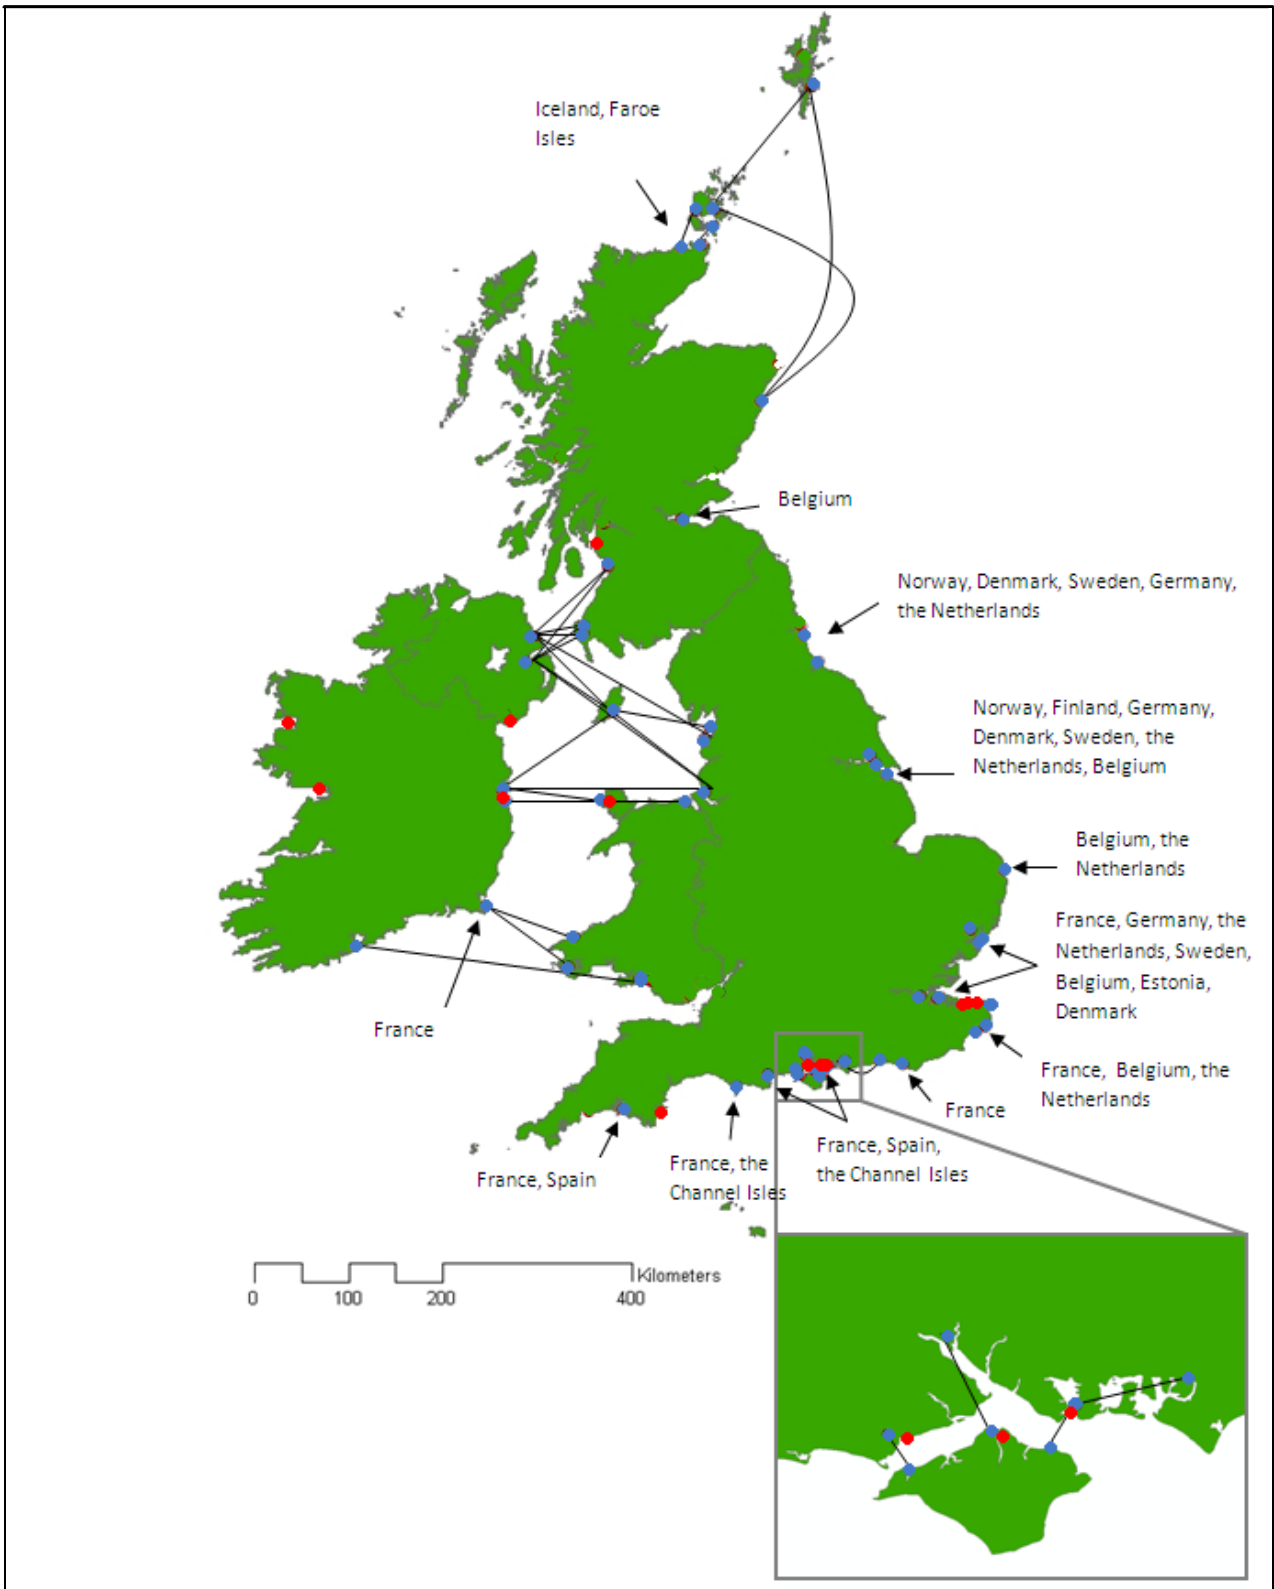 Iceland, Faroe
Isles
Belgium
Norway, Denmark, Sweden, Germany,
the Netherlands
Norway, Finland, Germany,
Denmark, Sweden, the
Netherlands, Belgium
Belgium, the
Netherlands
France, Germany, the
Netherlands, Sweden,
Belgium, Estonia,
Denmark
France
France, Belgium, the
Netherlands
France
France, Spain,
the Channel Isles
France, the
Channel Isles
France, Spain
Kilometers
0 100 200 400